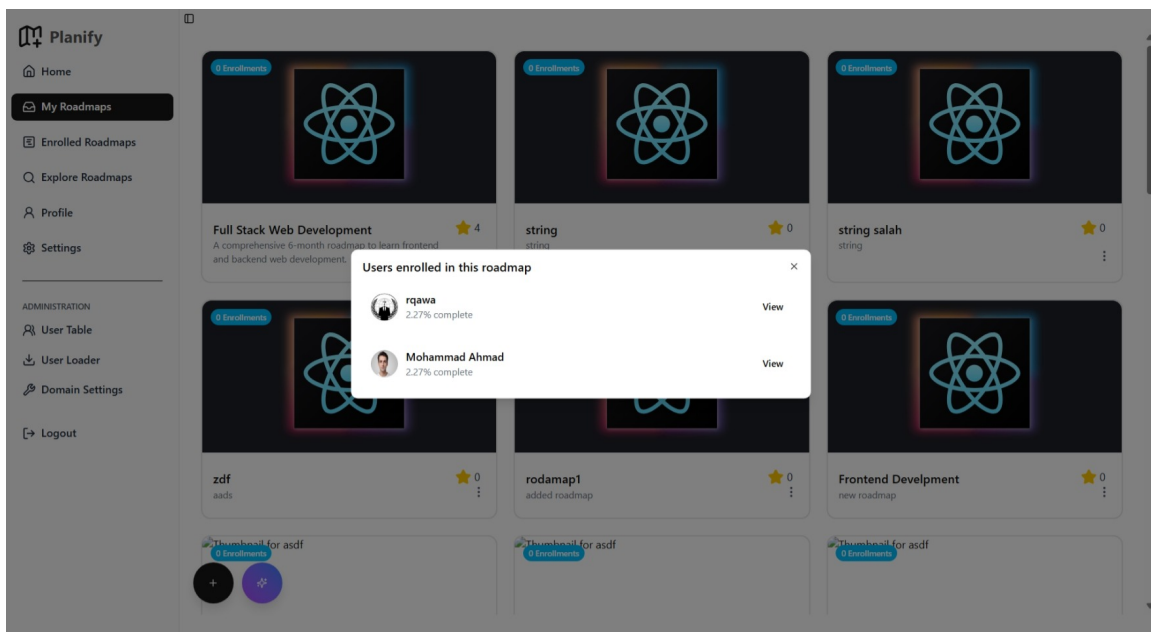 Planify
Home
My Roadmaps
Enrolled Roadmaps
Explore Roadmaps
Profile
Settings
ADMINISTRATION
User Table
User Loader
Domain Settings
Logout
0 Enrollments
0 Enrollments
0 Enrollments
Full Stack Web Development
4
A comprehensive 6-month roadmap to learn frontend
and backend web development.
string
0
string
string salah
0
string
Users enrolled in this roadmap
rqawa
2.27% complete
View
Mohammad Ahmad
2.27% complete
View
0 Enrollments
0 Enrollments
zdf
0
aads
rodamap1
0
added roadmap
Frontend Develpment
0
new roadmap
Thumbnail for asdf
0 Enrollments
Thumbnail for asdf
0 Enrollments
Thumbnail for asdf
0 Enrollments